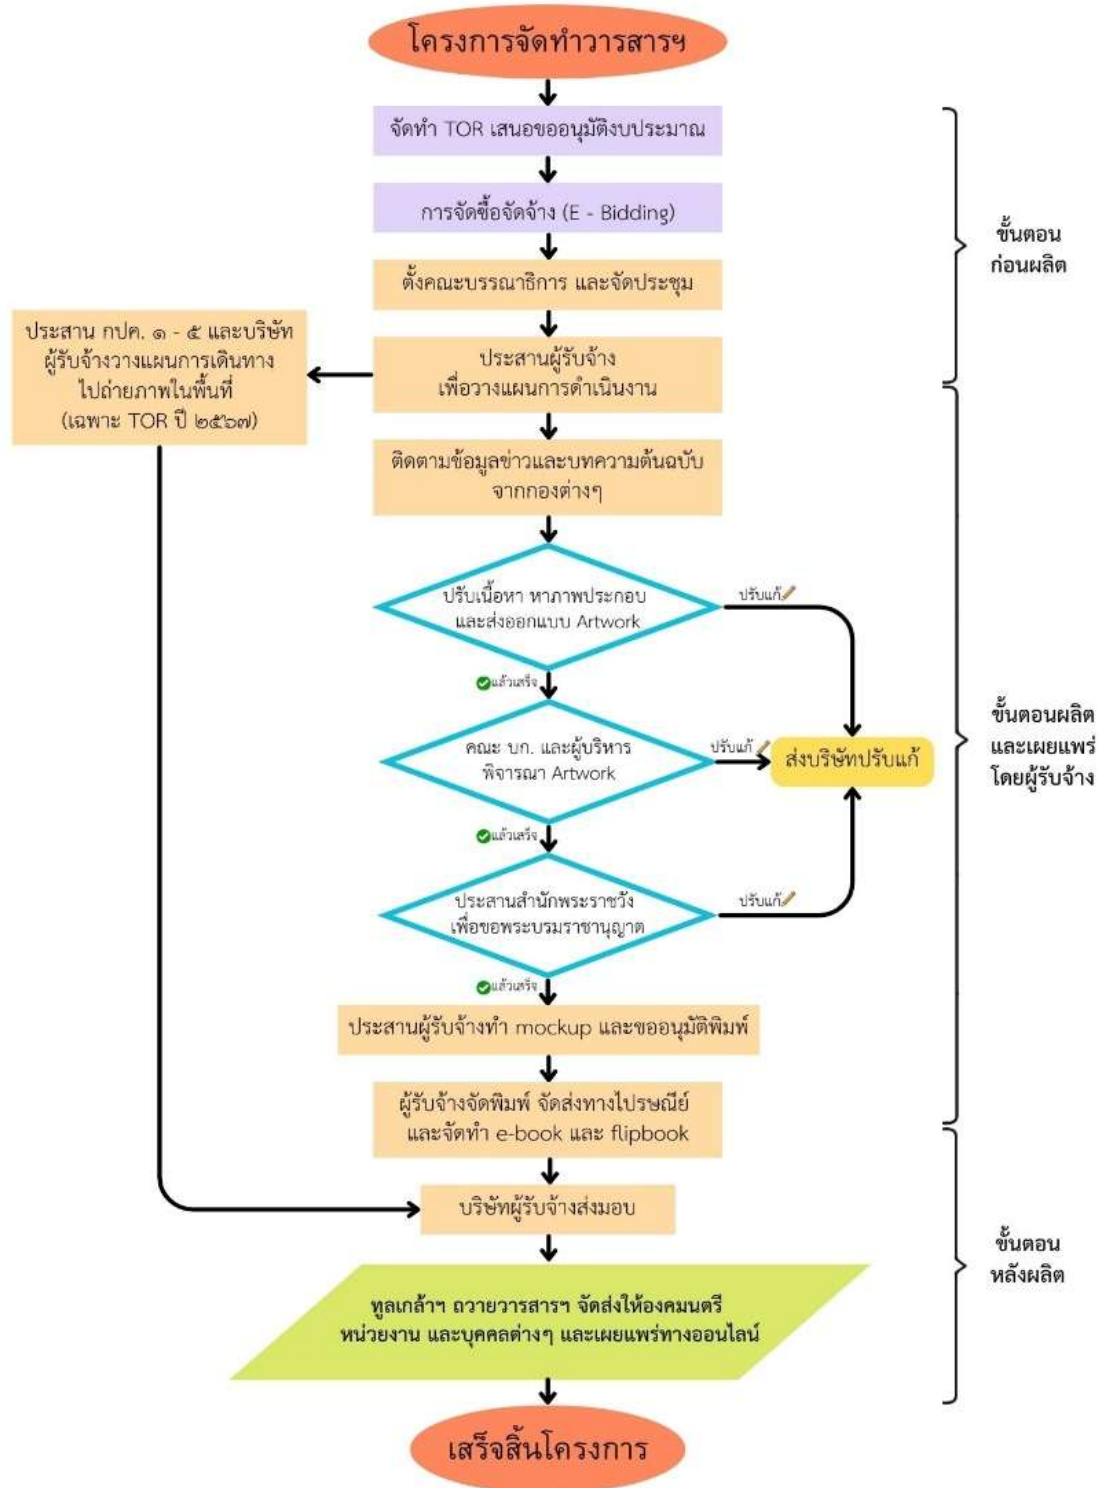 โครงการจัดทำวารสารฯ
จัดทำ TOR เสนอขออนุมัติงบประมาณ
การจัดซื้อจัดจ้าง (E - Bidding)
ตั้งคณะบรรณาธิการ และจัดประชุม
ขั้นตอน
ก่อนผลิต
ประสาน กปค. ๑ - ๕ และบริษัท
ผู้รับจ้างวางแผนการเดินทาง
ไปถ่ายภาพในพื้นที่
(เฉพาะ TOR ปี ๒๕๖๗)
ประสานผู้รับจ้าง
เพื่อวางแผนการดำเนินงาน
ติดตามข้อมูลข่าวและบทความต้นฉบับ
จากกองต่างๆ
ปรับเนื้อหา หาภาพประกอบ
และส่งออกแบบ Artwork
ปรับแก้
แล้วเสร็จ
คณะ บก. และผู้บริหาร
พิจารณา Artwork
ปรับแก้
ส่งบริษัทปรับแก้
ขั้นตอนผลิต
และเผยแพร่
โดยผู้รับจ้าง
แล้วเสร็จ
ประสานสำนักพระราชวัง
เพื่อขอพระบรมราชานุญาต
ปรับแก้
แล้วเสร็จ
ประสานผู้รับจ้างทำ mockup และขออนุมัติพิมพ์
ผู้รับจ้างจัดพิมพ์ จัดส่งทางไปรษณีย์
และจัดทำ e-book และ flipbook
บริษัทผู้รับจ้างส่งมอบ
ขั้นตอน
หลังผลิต
ทูลเกล้าฯ ถวายวารสารฯ จัดส่งให้องคมนตรี
หน่วยงาน และบุคคลต่างๆ และเผยแพร่ทางออนไลน์
เสร็จสิ้นโครงการ